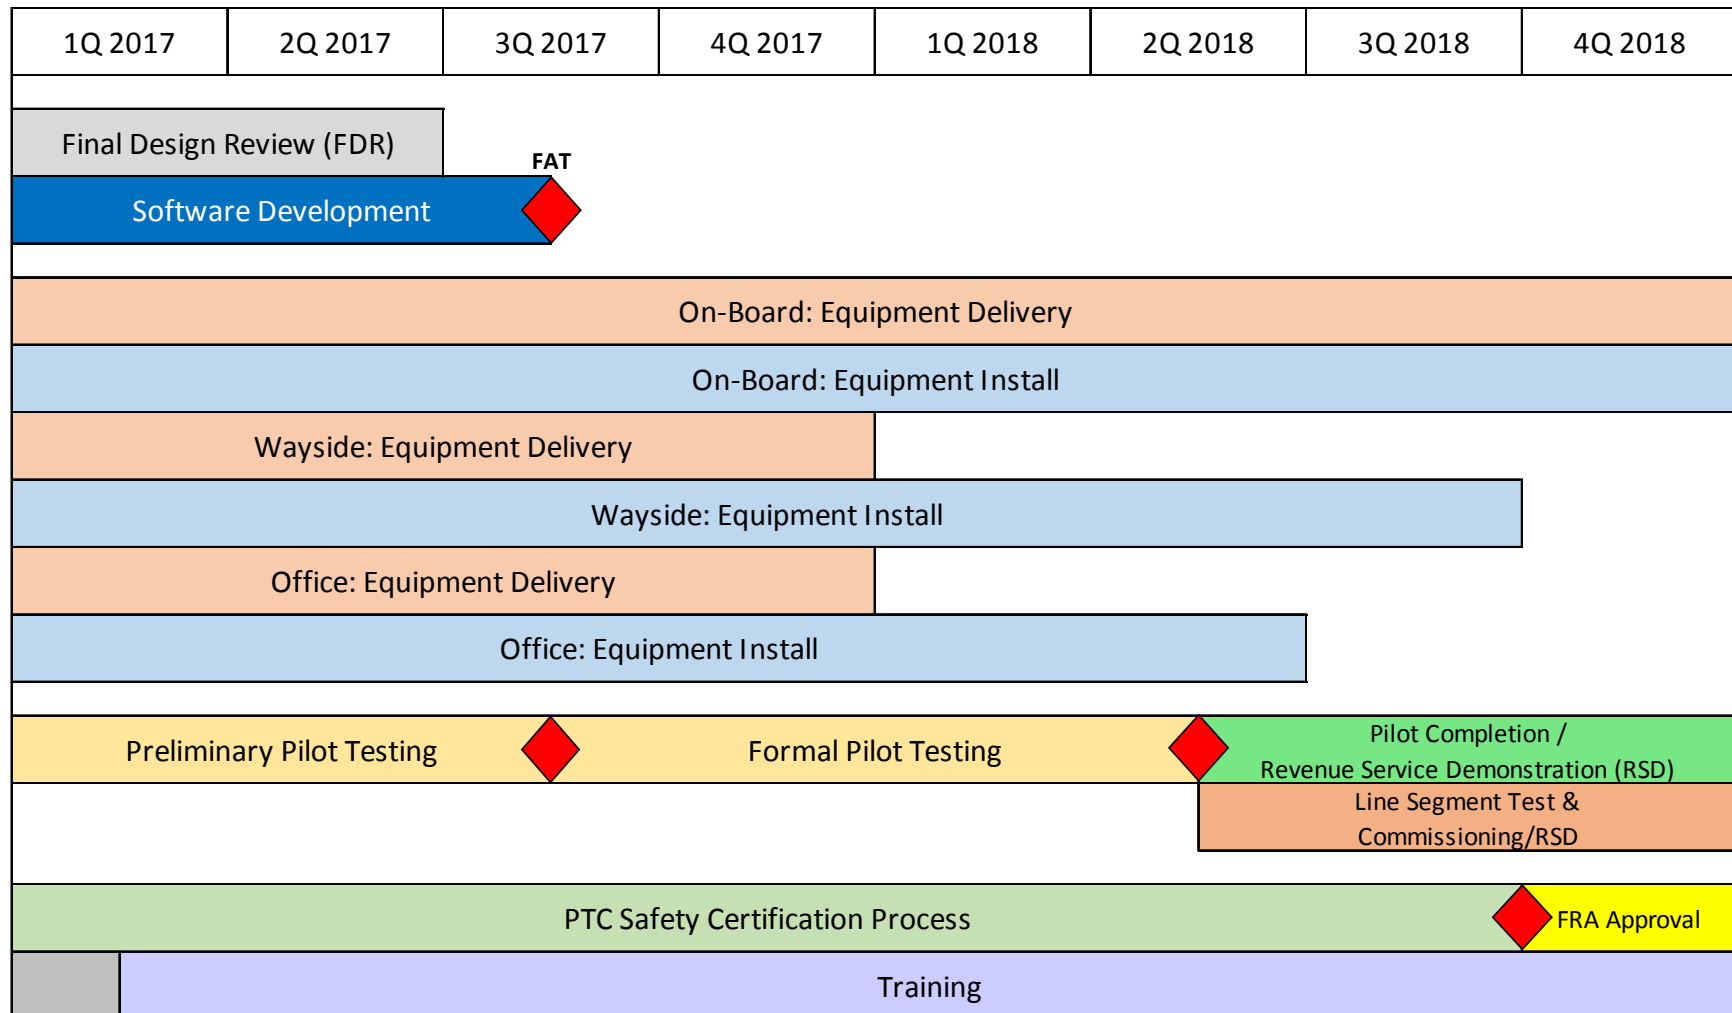 1Q 2017 2Q 2017 3Q 2017 4Q 2017 1Q 2018 2Q 2018 3Q 2018 4Q 2018
Final Design Review (FDR)
FAT
Software Development
On-Board: Equipment Delivery
On-Board: Equipment Install
Wayside: Equipment Delivery
Wayside: Equipment Install
Office: Equipment Delivery
Office: Equipment Install
Preliminary Pilot Testing
Formal Pilot Testing
Pilot Completion /
Revenue Service Demonstration (RSD)
Line Segment Test &
Commissioning/RSD
PTC Safety Certification Process
FRA Approval
Training